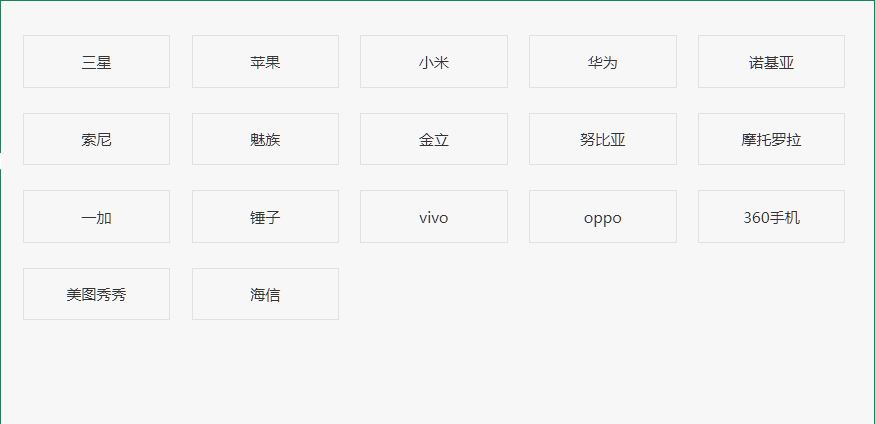 三星 苹果 小米 华为 诺基亚
索尼 魅族 金立 努比亚 摩托罗拉
一加 锤子 vivo oppo 360手机
美图秀秀 海信